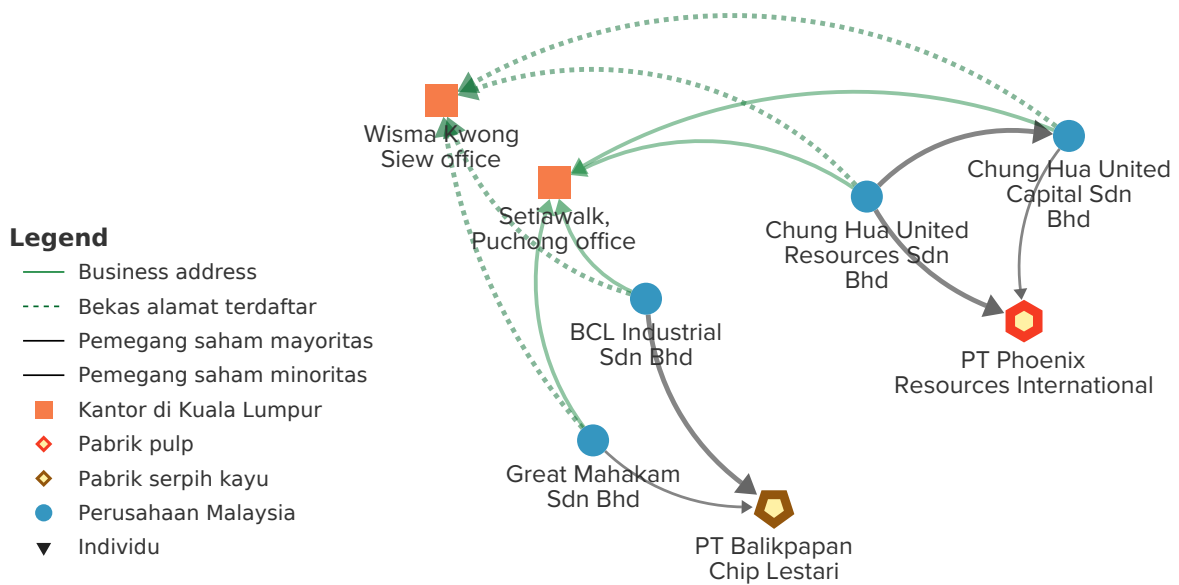 Wisma Kwong
Siew office
Setiawalk,
Puchong office
Chung Hua United
Capital Sdn
Bhd
Chung Hua United
Resources Sdn
Bhd
BCL Industrial
Sdn Bhd
PT Phoenix
Resources International
Great Mahakam
Sdn Bhd
PT Balikpapan
Chip Lestari
Legend
Business address
Bekas alamat terdaftar
Pemegang saham mayoritas
Pemegang saham minoritas
Kantor di Kuala Lumpur
Pabrik pulp
Pabrik serpih kayu
Perusahaan Malaysia
Individu